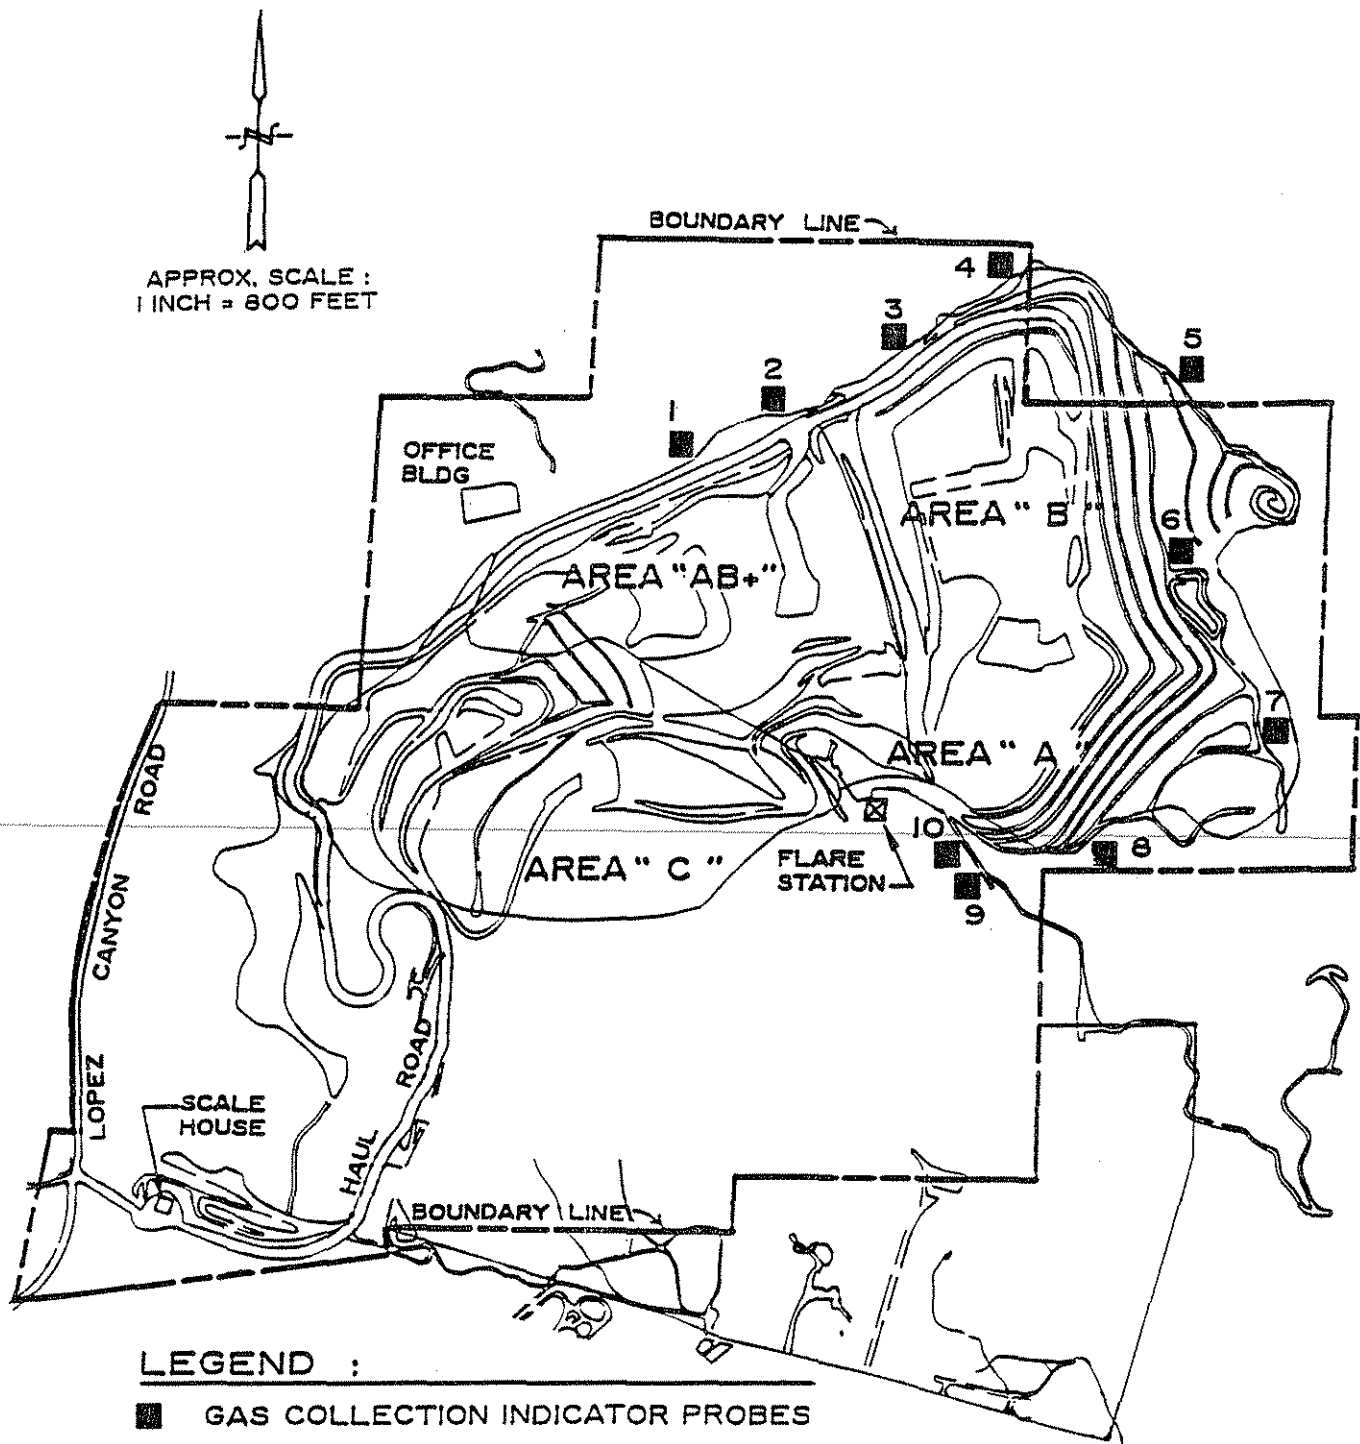 N
BOUNDARY LINE
APPROX. SCALE :
1 INCH = 800 FEET
4
3
5
2
1
OFFICE
BLDG
AREA "B"
6
AREA "AB+"
7
AREA "A"
ROAD
10
8
FLARE
STATION
AREA "C"
9
CANYON
ROAD
LOPEZ
SCALE
HOUSE
HAUL
BOUNDARY LINE
LEGEND :
GAS COLLECTION INDICATOR PROBES